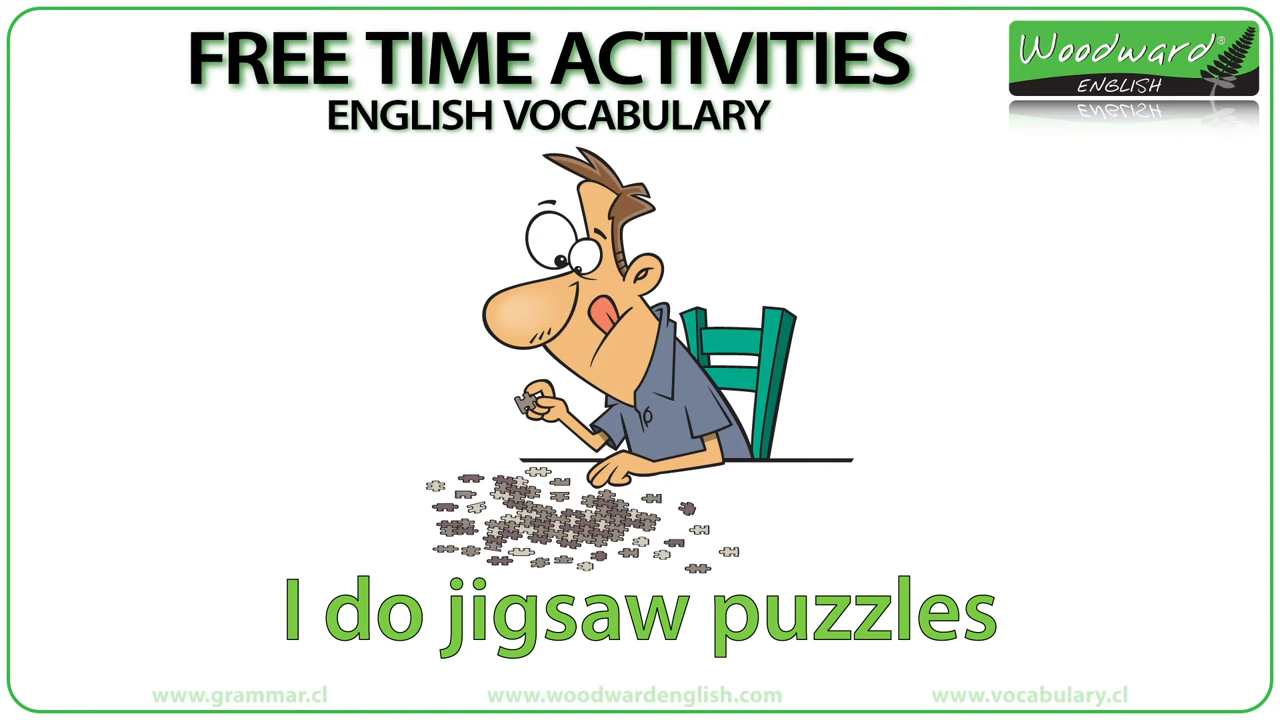 FREE TIME ACTIVITIES
ENGLISH VOCABULARY
Woodward®
ENGLISH
I do jigsaw puzzles
www.grammar.cl
www.woodwardenglish.com
www.vocabulary.cl